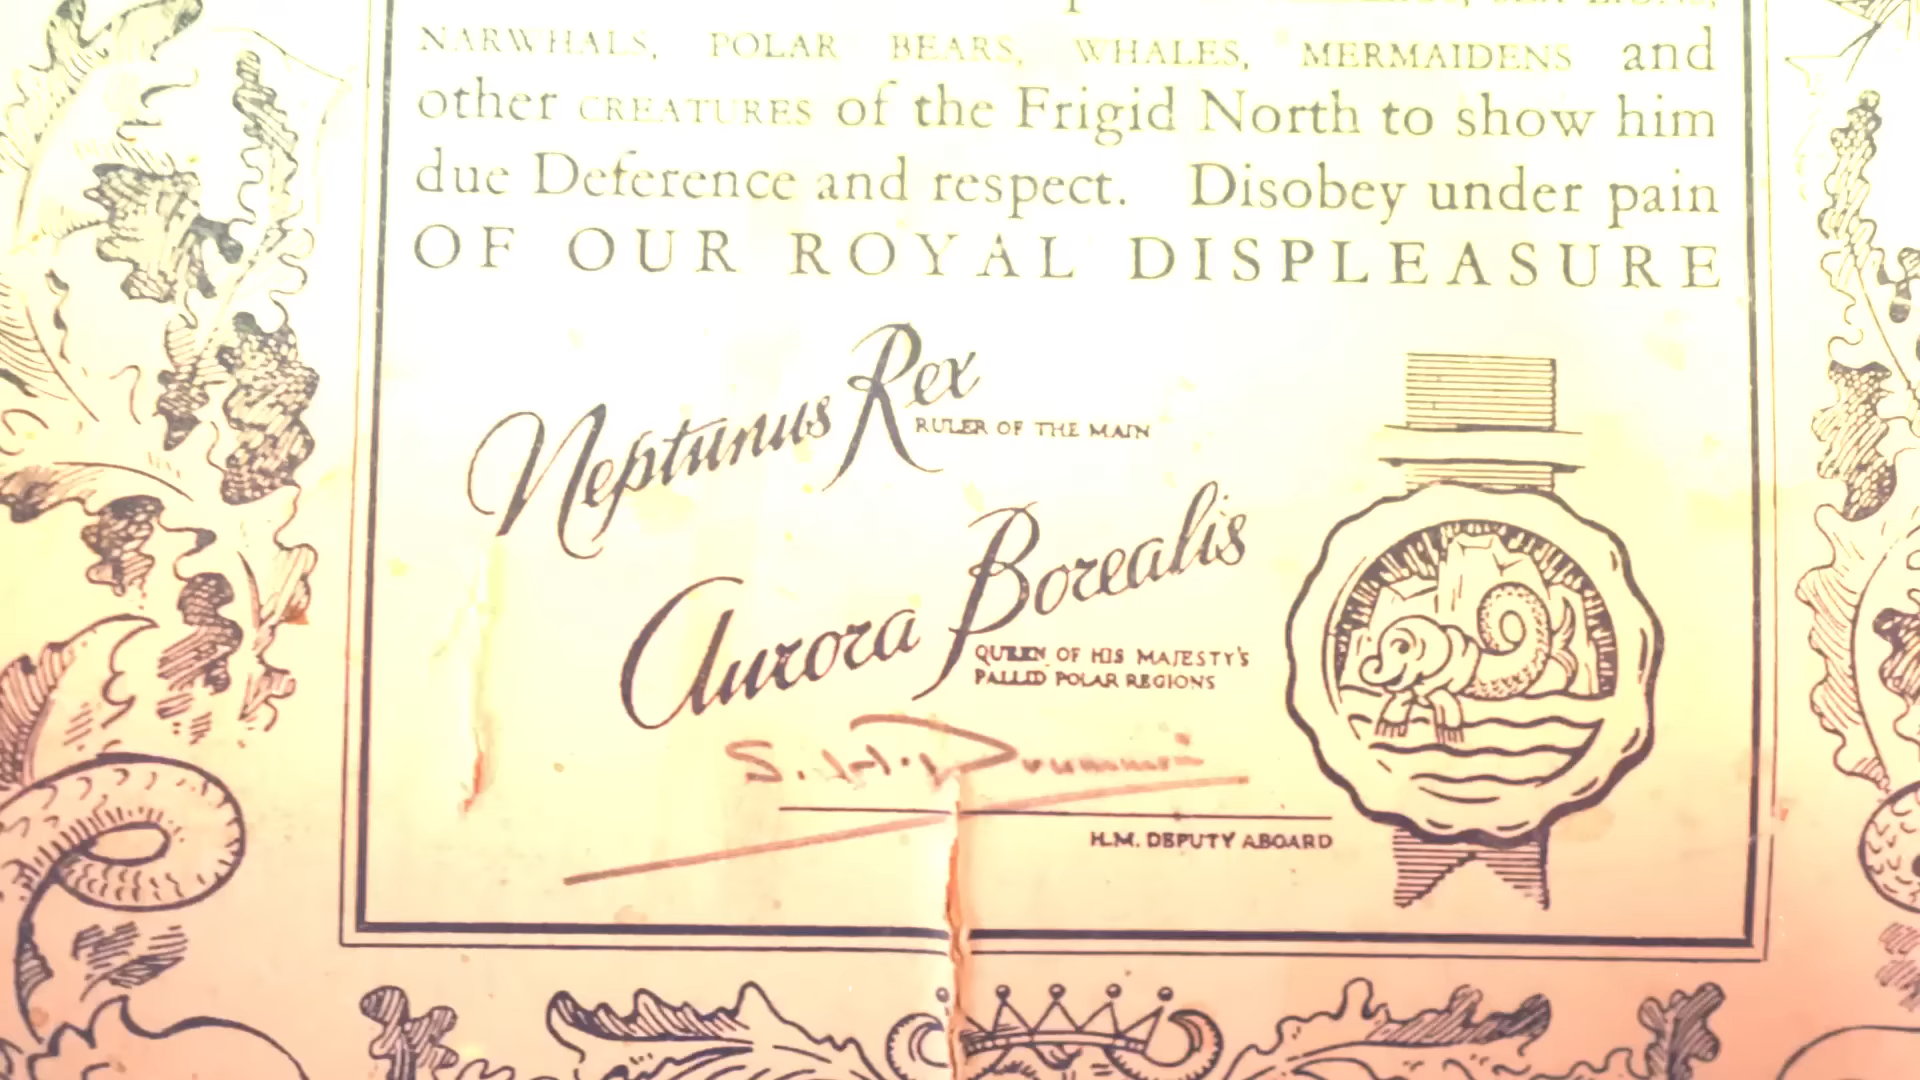 NARWHALS, POLAR BEARS, WHALES, MERMAIDENS and
other CREATURES of the Frigid North to show him
due Deference and respect. Disobey under pain
OF OUR ROYAL DISPLEASURE
Neptunus Rex
RULER OF THE MAIN
Aurora Borealis
QUEEN OF HIS MAJESTY'S
PALLID POLAR REGIONS
H.M. DEPUTY ABOARD